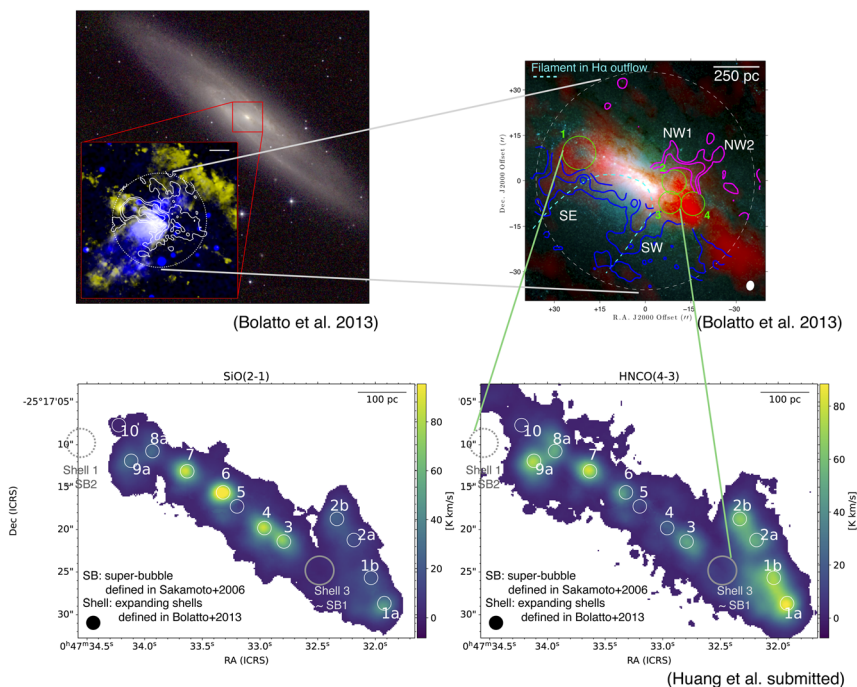 Filament in Hα outflow
250 pc
+30
+15
0
−15
−30
Dec. J2000 Offset (″)
1
NW1
NW2
2
3
4
SE
SW
+30
+15
0
−15
−30
R.A. J2000 Offset (″)
(Bolatto et al. 2013)
(Bolatto et al. 2013)
SiO(2-1)
100 pc
-25°17'05"
10"
15"
20"
25"
30"
Dec (ICRS)
10
8a
9a
7
6
5
4
3
2b
2a
1b
1a
Shell 1
SB2
Shell 3
~ SB1
SB: super-bubble
defined in Sakamoto+2006
Shell: expanding shells
defined in Bolatto+2013
0ʰ47ᵐ34.5ˢ
34.0ˢ
33.5ˢ
33.0ˢ
32.5ˢ
32.0ˢ
RA (ICRS)
80
60
40
20
0
[K km/s]
HNCO(4-3)
100 pc
-25°17'05"
10"
15"
20"
25"
30"
10
8a
9a
7
6
5
4
3
2b
2a
1b
1a
Shell 1
SB2
Shell 3
~ SB1
SB: super-bubble
defined in Sakamoto+2006
Shell: expanding shells
defined in Bolatto+2013
0ʰ47ᵐ34.5ˢ
34.0ˢ
33.5ˢ
33.0ˢ
32.5ˢ
32.0ˢ
RA (ICRS)
80
60
40
20
0
[K km/s]
(Huang et al. submitted)